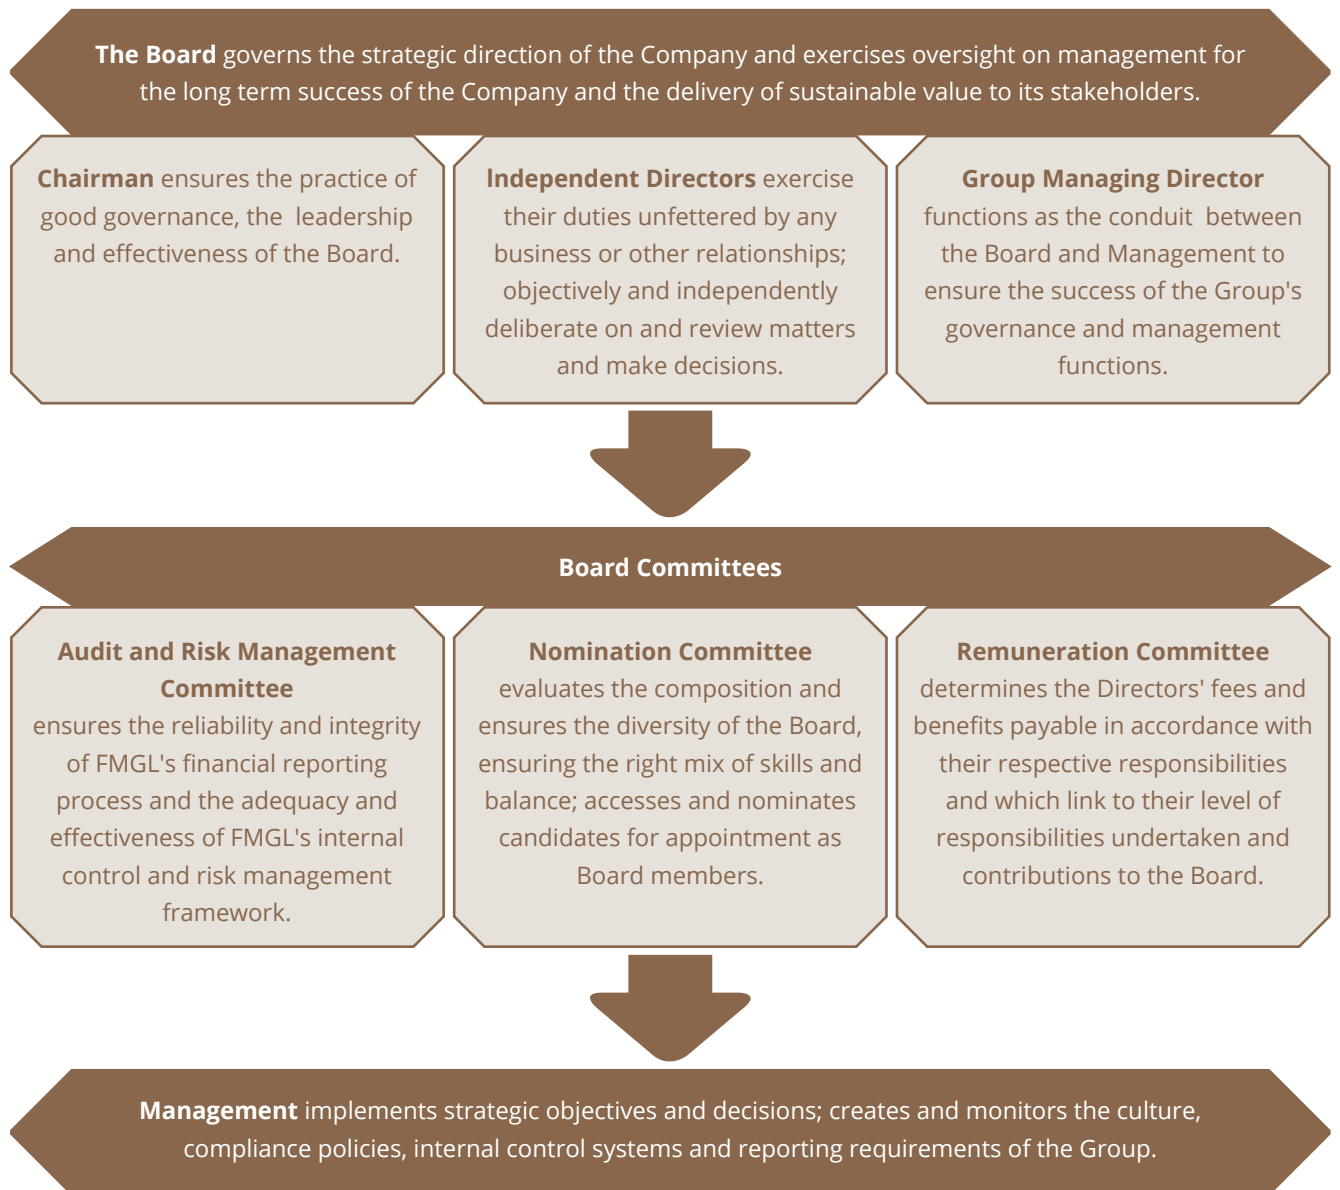 The Board governs the strategic direction of the Company and exercises oversight on management for
the long term success of the Company and the delivery of sustainable value to its stakeholders.
Chairman ensures the practice of
good governance, the leadership
and effectiveness of the Board.
Independent Directors exercise
their duties unfettered by any
business or other relationships;
objectively and independently
deliberate on and review matters
and make decisions.
Group Managing Director
functions as the conduit between
the Board and Management to
ensure the success of the Group's
governance and management
functions.
Board Committees
Audit and Risk Management
Committee
ensures the reliability and integrity
of FMGL's financial reporting
process and the adequacy and
effectiveness of FMGL's internal
control and risk management
framework.
Nomination Committee
evaluates the composition and
ensures the diversity of the Board,
ensuring the right mix of skills and
balance; accesses and nominates
candidates for appointment as
Board members.
Remuneration Committee
determines the Directors' fees and
benefits payable in accordance with
their respective responsibilities
and which link to their level of
responsibilities undertaken and
contributions to the Board.
Management implements strategic objectives and decisions; creates and monitors the culture,
compliance policies, internal control systems and reporting requirements of the Group.